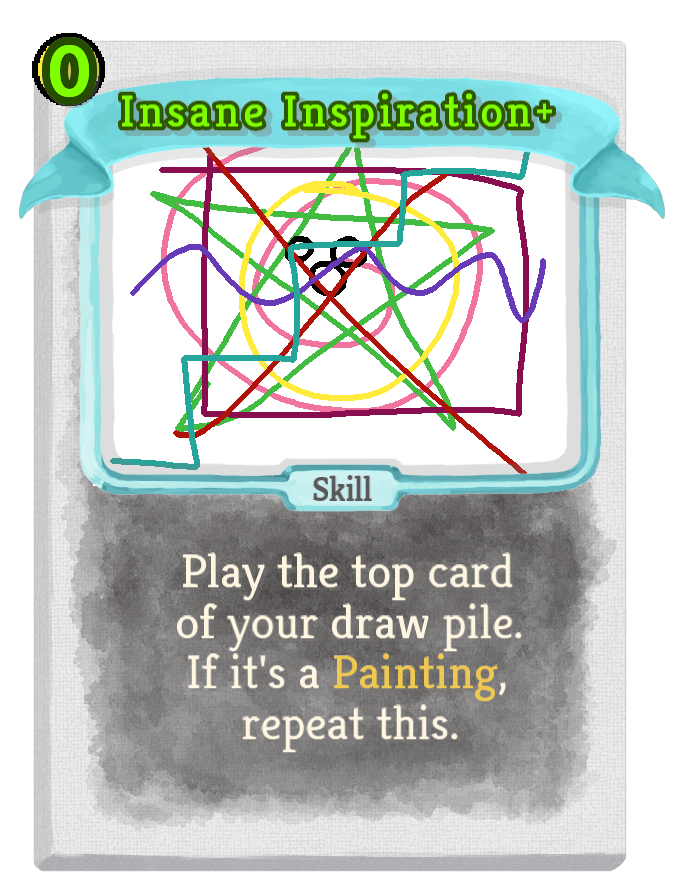 0
Insane Inspiration+
Skill
Play the top card
of your draw pile.
If it's a Painting,
repeat this.